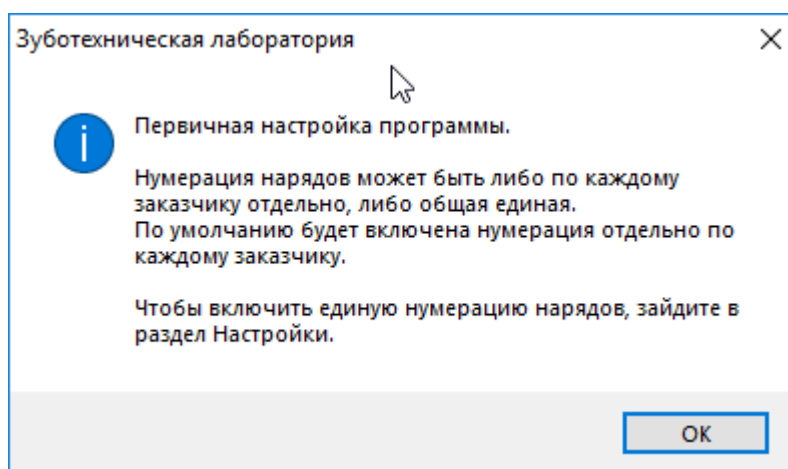 Зуботехническая лаборатория
Первичная настройка программы.
Нумерация нарядов может быть либо по каждому
заказчику отдельно, либо общая единая.
По умолчанию будет включена нумерация отдельно по
каждому заказчику.
Чтобы включить единую нумерацию нарядов, зайдите в
раздел Настройки.
ОК